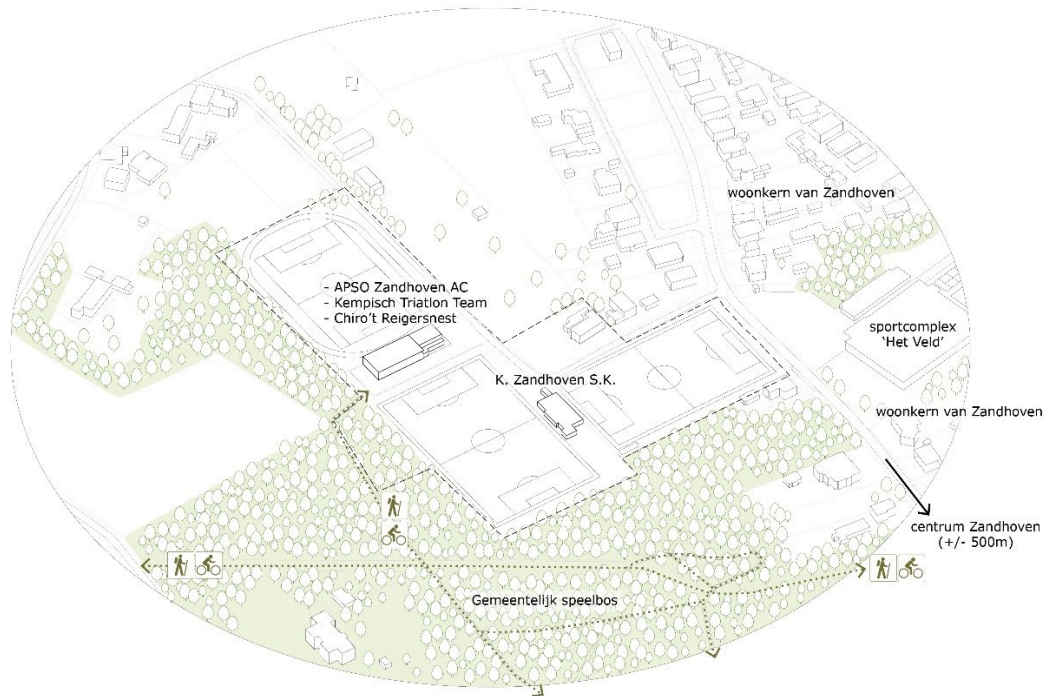 woonkern van Zandhoven
- APSO Zandhoven AC
- Kempisch Triatlon Team
- Chiro't Reigersnest
sportcomplex
'Het Veld'
K. Zandhoven S.K.
woonkern van Zandhoven
centrum Zandhoven
(+/- 500m)
Gemeentelijk speelbos